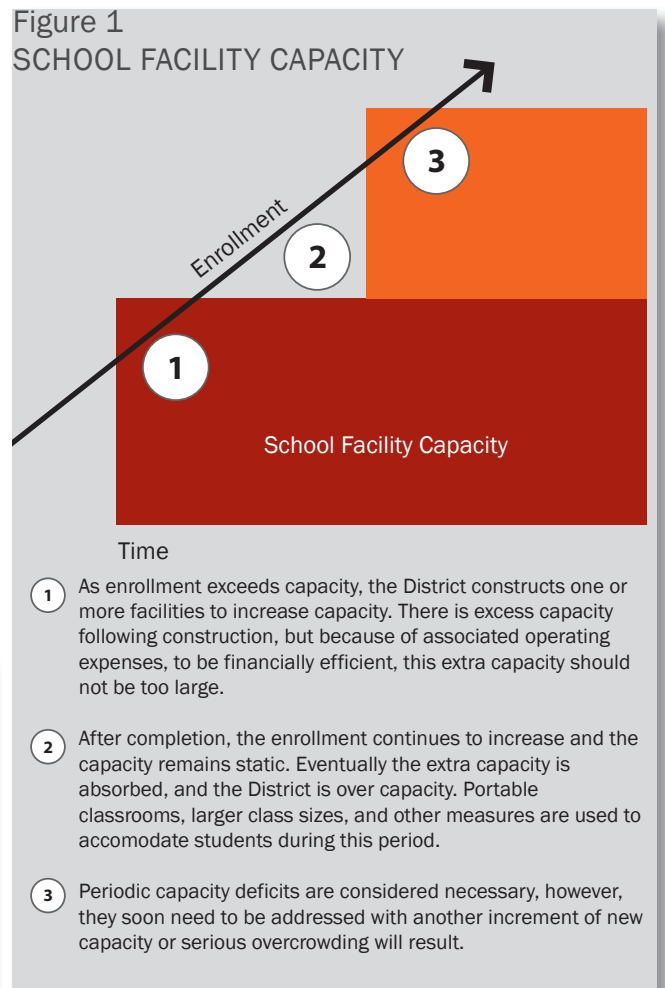 Figure 1
SCHOOL FACILITY CAPACITY
3
Enrollment
2
1
School Facility Capacity
Time
1 As enrollment exceeds capacity, the District constructs one or
more facilities to increase capacity. There is excess capacity
following construction, but because of associated operating
expenses, to be financially efficient, this extra capacity should
not be too large.
2 After completion, the enrollment continues to increase and the
capacity remains static. Eventually the extra capacity is
absorbed, and the District is over capacity. Portable
classrooms, larger class sizes, and other measures are used to
accomodate students during this period.
3 Periodic capacity deficits are considered necessary, however,
they soon need to be addressed with another increment of new
capacity or serious overcrowding will result.